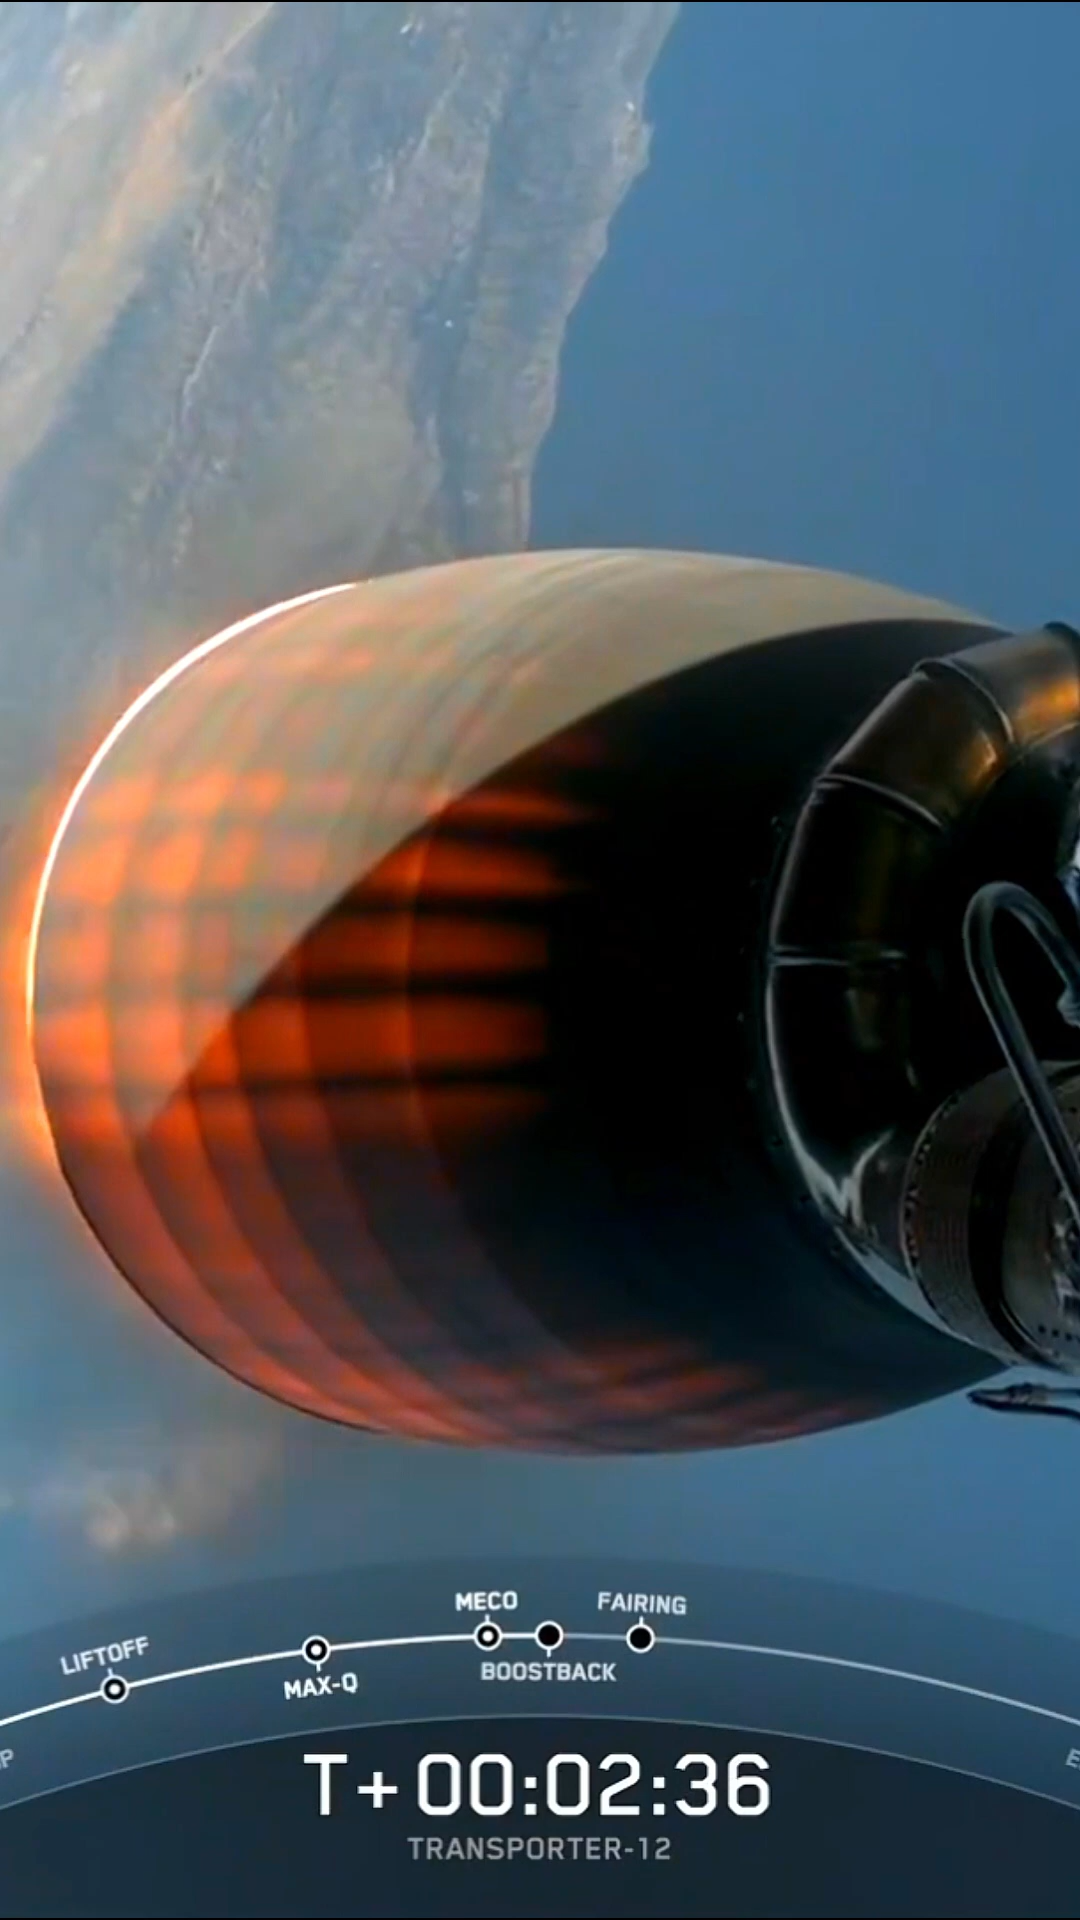 LIFTOFF
MAX-Q
MECO
BOOSTBACK
FAIRING
T+00:02:36
TRANSPORTER-12